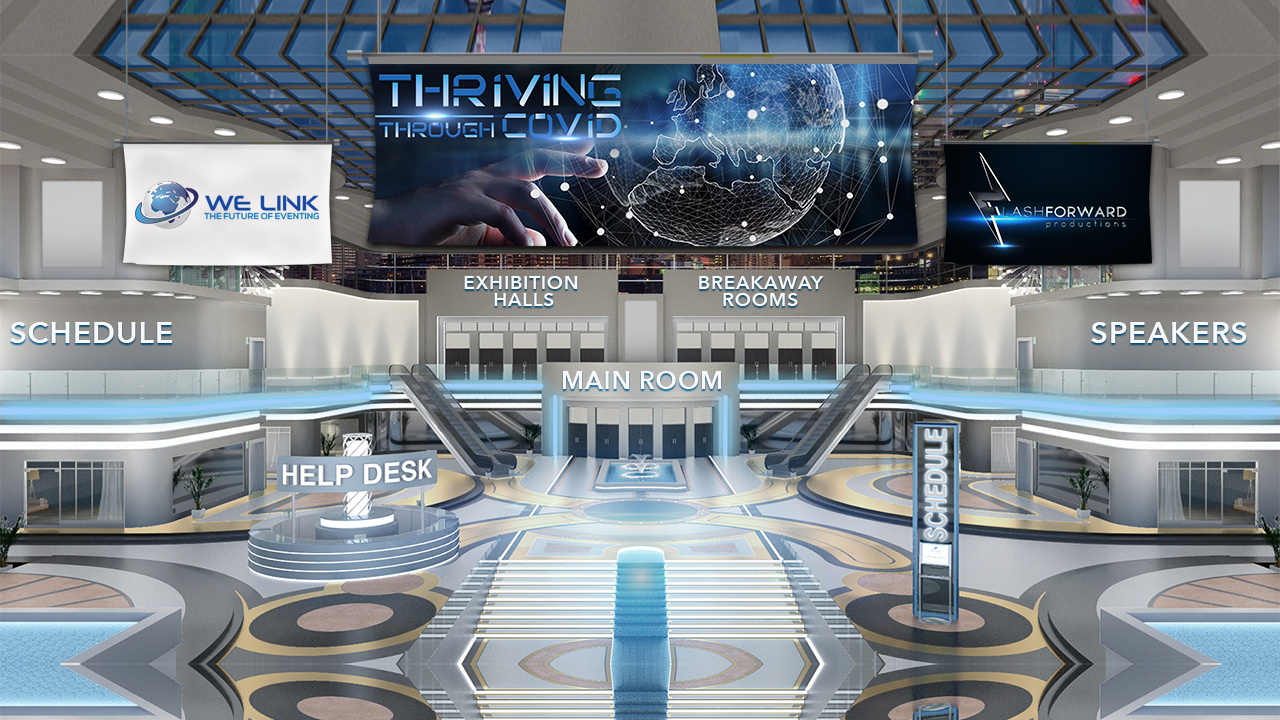 THRIVING
THROUGH COVID
WE LINK
THE FUTURE OF EVENTING
FLASHFORWARD
productions
EXHIBITION
HALLS
BREAKAWAY
ROOMS
SCHEDULE
SPEAKERS
MAIN ROOM
HELP DESK
SCHEDULE